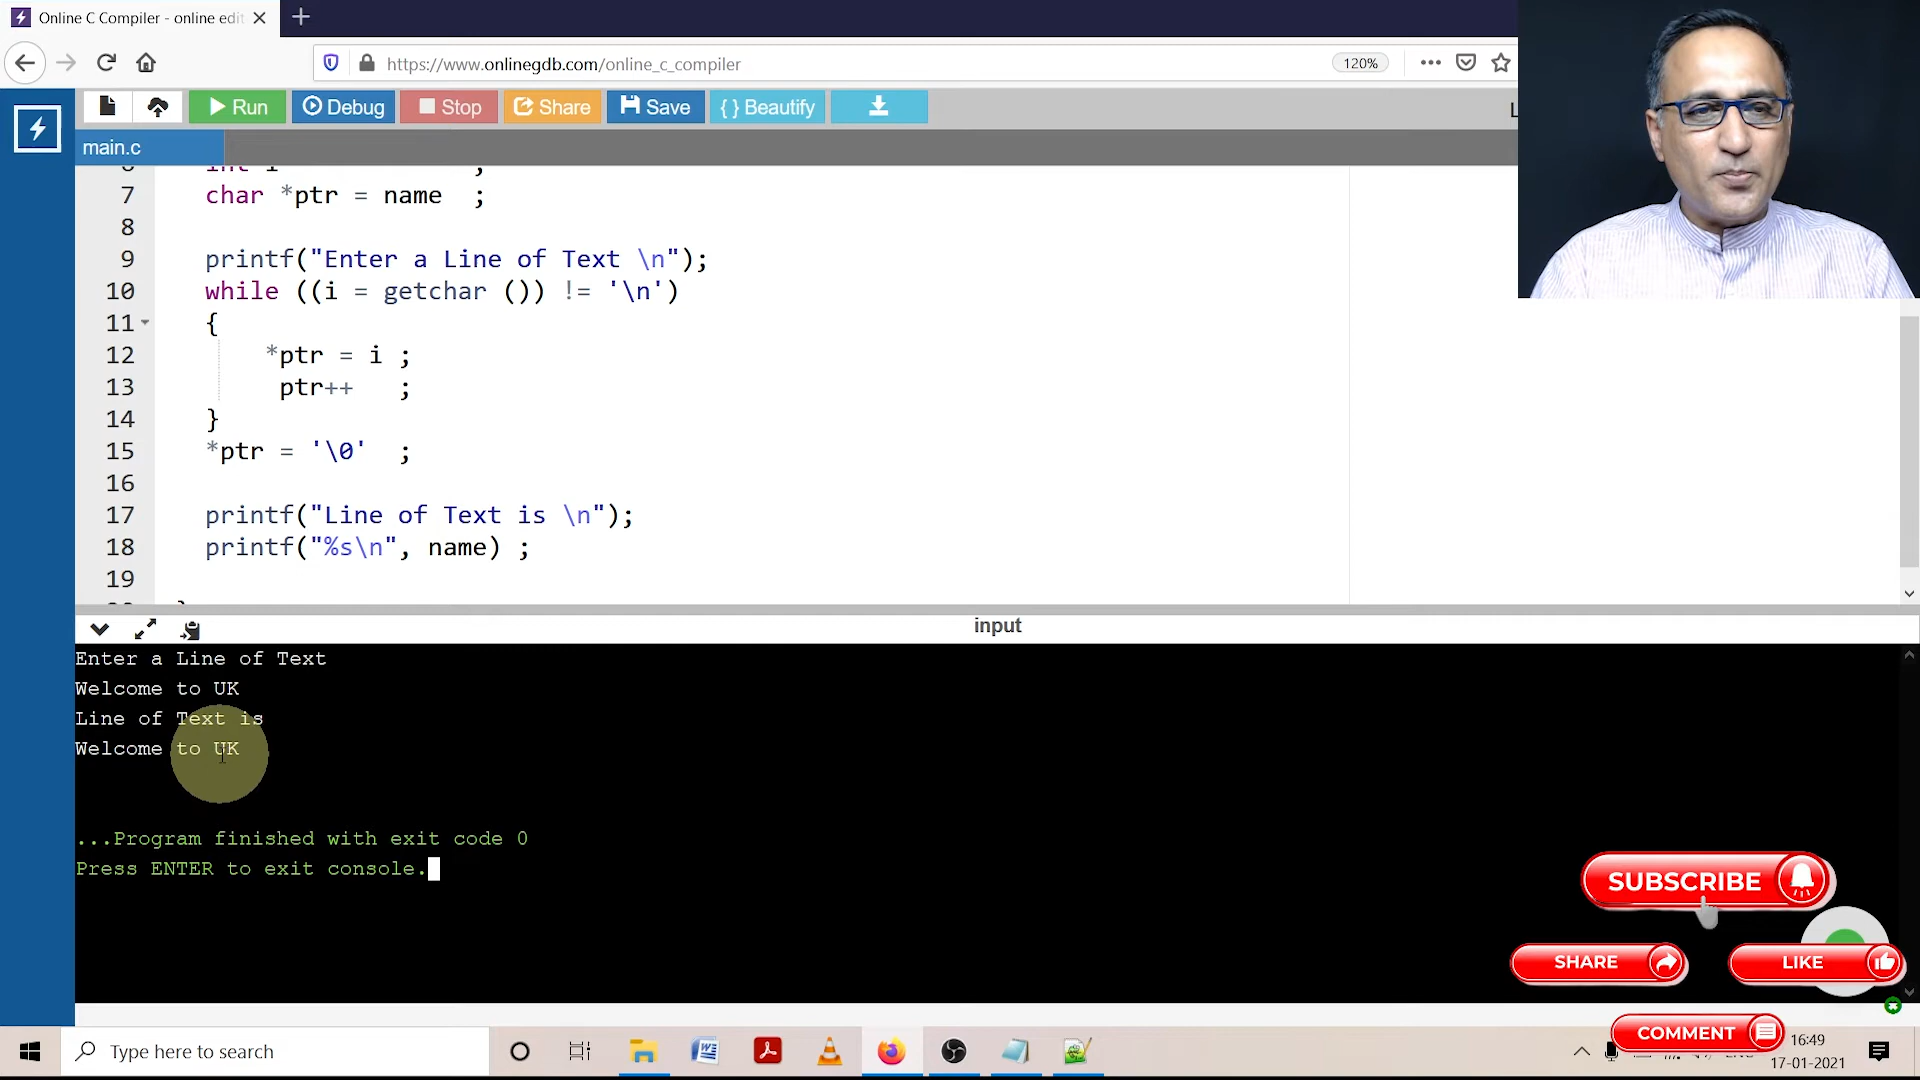 Online C Compiler - online edit
https://www.onlinegdb.com/online_c_compiler
120%
Run
Debug
Stop
Share
Save
{ } Beautify
main.c
7 char *ptr = name ;
8
9 printf("Enter a Line of Text \n");
10 while ((i = getchar ()) != '\n')
11 {
12 *ptr = i ;
13 ptr++ ;
14 }
15 *ptr = '\0' ;
16
17 printf("Line of Text is \n");
18 printf("%s\n", name) ;
19
input
Enter a Line of Text
Welcome to UK
Line of Text is
Welcome to UK
...Program finished with exit code 0
Press ENTER to exit console.
SUBSCRIBE
SHARE
LIKE
COMMENT
Type here to search
16:49
17-01-2021